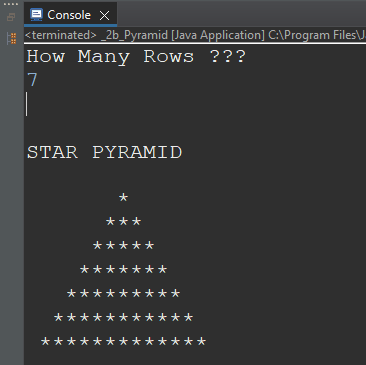 Console
<terminated> _2b_Pyramid [Java Application] C:\Program Files\J
How Many Rows ???
7
STAR PYRAMID
       *
      ***
     *****
    *******
   *********
  ***********
 *************